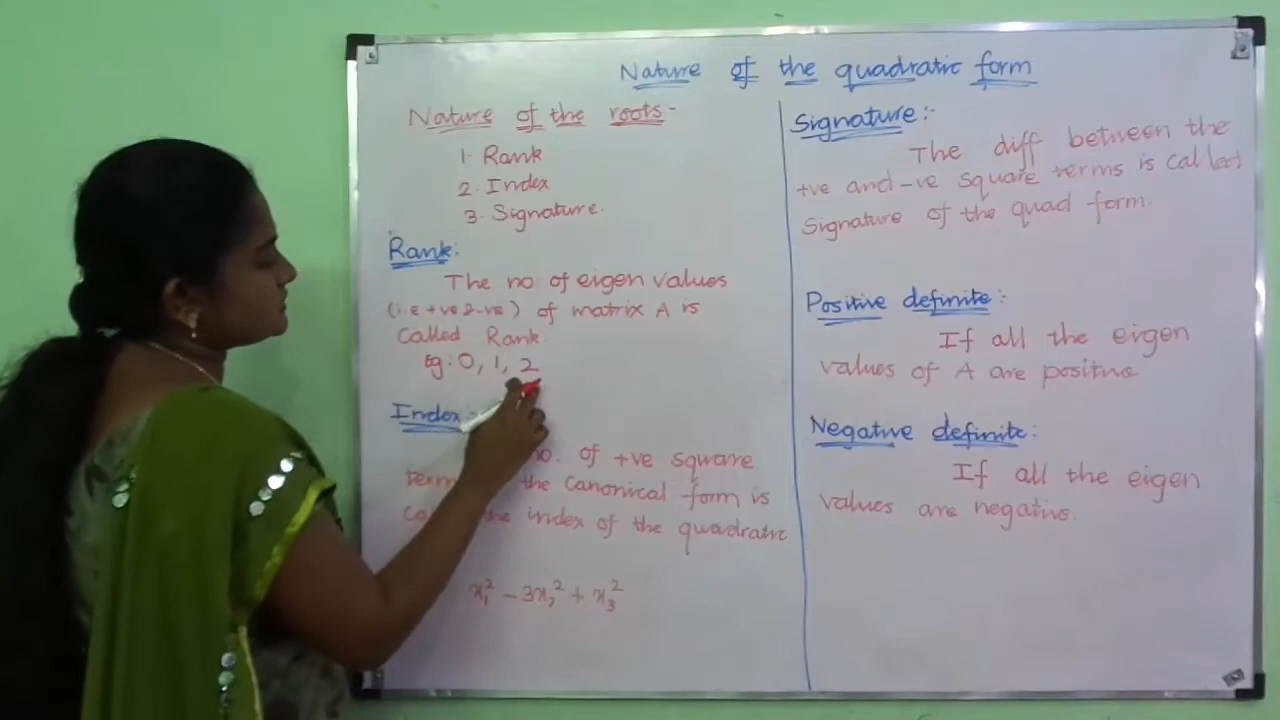 Nature of the quadratic form
Nature of the roots:-
1. Rank
2. Index
3. Signature.
Rank:
The no of eigen values
(i.e +ve & -ve) of matrix A is
called Rank.
Eg: 0, 1, 2
Index:
no. of +ve square
the canonical form is
index of the quadratic
x₁² - 3x₂² + x₃²
Signature:-
The diff between the
+ve and -ve square terms is called
Signature of the quad form.
Positive definite:
If all the eigen
values of A are positive
Negative definite:
If all the eigen
values are negative.